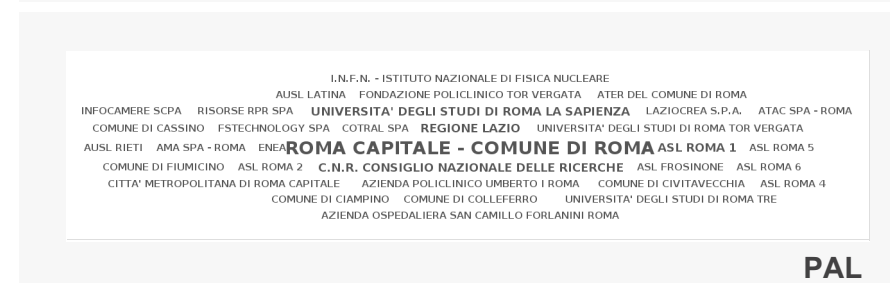 I.N.F.N. - ISTITUTO NAZIONALE DI FISICA NUCLEARE
AUSL LATINA FONDAZIONE POLICLINICO TOR VERGATA ATER DEL COMUNE DI ROMA
INFOCAMERE SCPA RISORSE RPR SPA UNIVERSITA' DEGLI STUDI DI ROMA LA SAPIENZA LAZIOCREA S.P.A. ATAC SPA - ROMA
COMUNE DI CASSINO FSTECHNOLOGY SPA COTRAL SPA REGIONE LAZIO UNIVERSITA' DEGLI STUDI DI ROMA TOR VERGATA
AUSL RIETI AMA SPA - ROMA ENEA ROMA CAPITALE - COMUNE DI ROMA ASL ROMA 1 ASL ROMA 5
COMUNE DI FIUMICINO ASL ROMA 2 C.N.R. CONSIGLIO NAZIONALE DELLE RICERCHE ASL FROSINONE ASL ROMA 6
CITTA' METROPOLITANA DI ROMA CAPITALE AZIENDA POLICLINICO UMBERTO I ROMA COMUNE DI CIVITAVECCHIA ASL ROMA 4
COMUNE DI CIAMPINO COMUNE DI COLLEFERRO UNIVERSITA' DEGLI STUDI DI ROMA TRE
AZIENDA OSPEDALIERA SAN CAMILLO FORLANINI ROMA
PAL